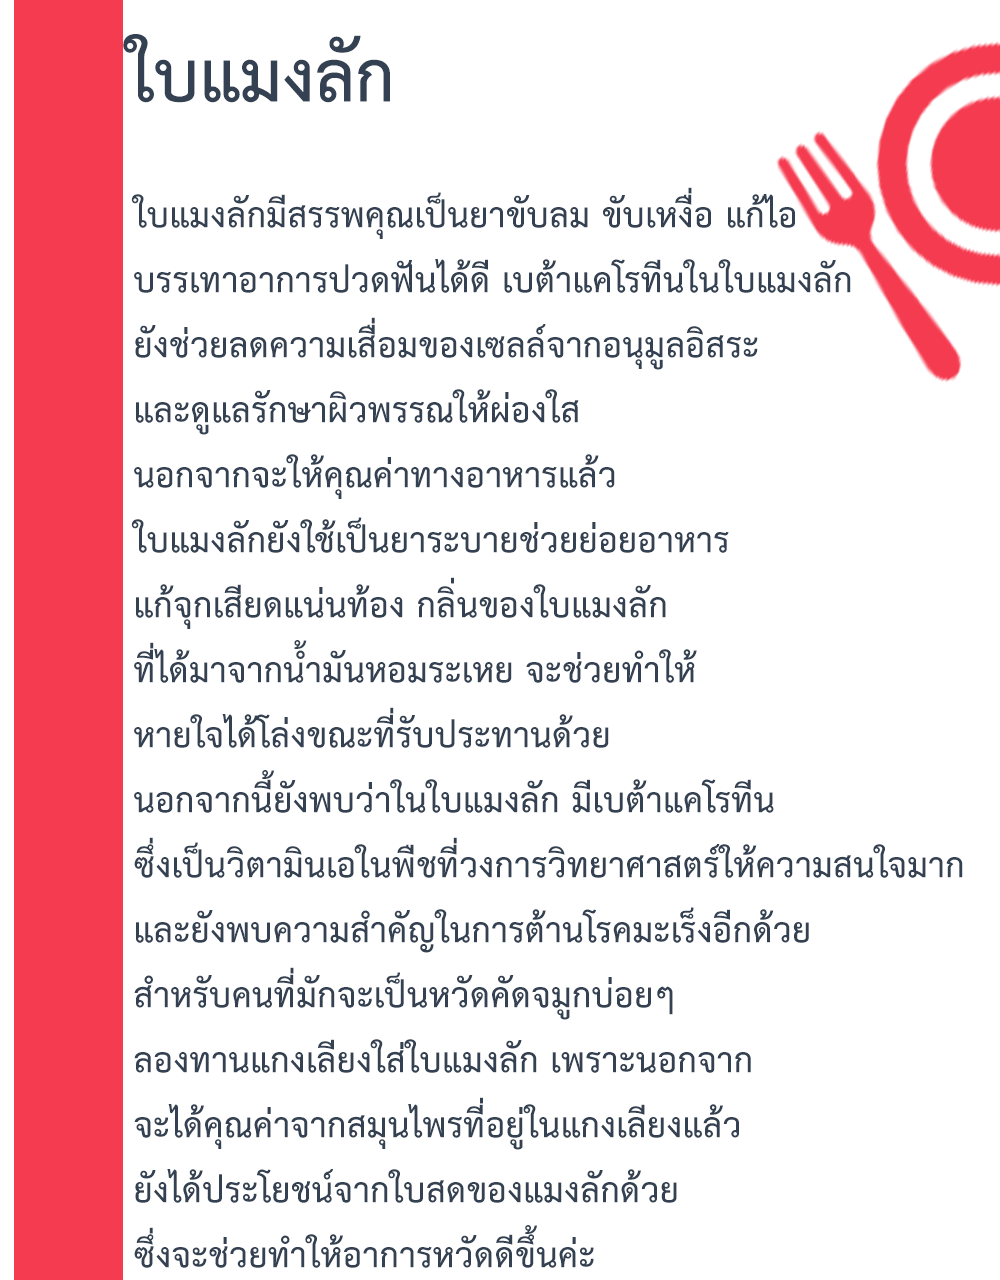 ใบแมงลัก
ใบแมงลักมีสรรพคุณเป็นยาขับลม ขับเหงื่อ แก้ไอ
บรรเทาอาการปวดฟันได้ดี เบต้าแคโรทีนในใบแมงลัก
ยังช่วยลดความเสื่อมของเซลล์จากอนุมูลอิสระ
และดูแลรักษาผิวพรรณให้ผ่องใส
นอกจากจะให้คุณค่าทางอาหารแล้ว
ใบแมงลักยังใช้เป็นยาระบายช่วยย่อยอาหาร
แก้จุกเสียดแน่นท้อง กลิ่นของใบแมงลัก
ที่ได้มาจากน้ำมันหอมระเหย จะช่วยทำให้
หายใจได้โล่งขณะที่รับประทานด้วย
นอกจากนี้ยังพบว่าในใบแมงลัก มีเบต้าแคโรทีน
ซึ่งเป็นวิตามินเอในพืชที่วงการวิทยาศาสตร์ให้ความสนใจมาก
และยังพบความสำคัญในการต้านโรคมะเร็งอีกด้วย
สำหรับคนที่มักจะเป็นหวัดคัดจมูกบ่อยๆ
ลองทานแกงเลียงใส่ใบแมงลัก เพราะนอกจาก
จะได้คุณค่าจากสมุนไพรที่อยู่ในแกงเลียงแล้ว
ยังได้ประโยชน์จากใบสดของแมงลักด้วย
ซึ่งจะช่วยทำให้อาการหวัดดีขึ้นค่ะ